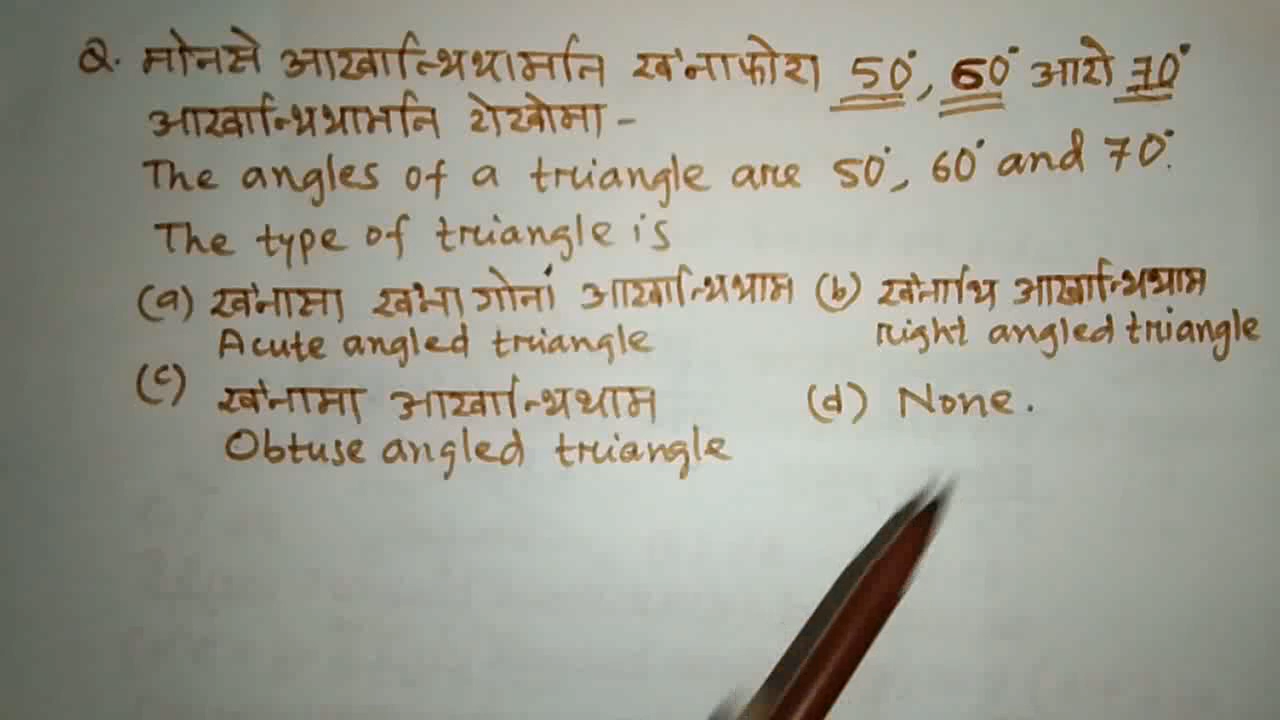 Q. मोनसे आखान्थिथामनि खनाफोरा 50°, 60° आरो 70°
आखान्थिथामनि रोखोमा -
The angles of a triangle are 50°, 60° and 70°.
The type of triangle is
(a) खनासा खना गोनां आखान्थिथाम (b) खनाथि आखान्थिथाम
Acute angled triangle right angled triangle
(c) खनामा आखान्थिथाम (d) None.
Obtuse angled triangle